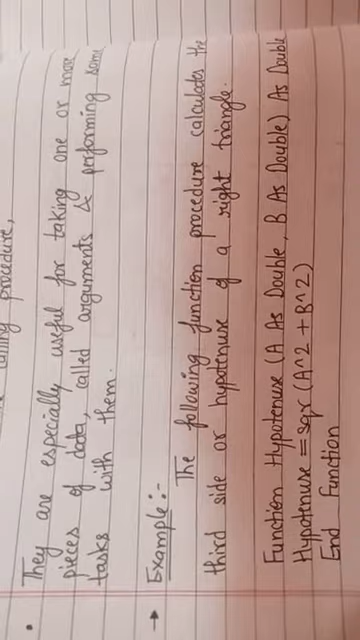 procedure,
• They are especially useful for taking one or more
pieces of data, called arguments & performing some
tasks with them.
→ Example:-
The following function procedure calculates the
third side or hypotenuse of a right triangle.
Function Hypotenuse (A As Double, B As Double) As Double
Hypotenuse = sqr (A^2 + B^2)
End Function